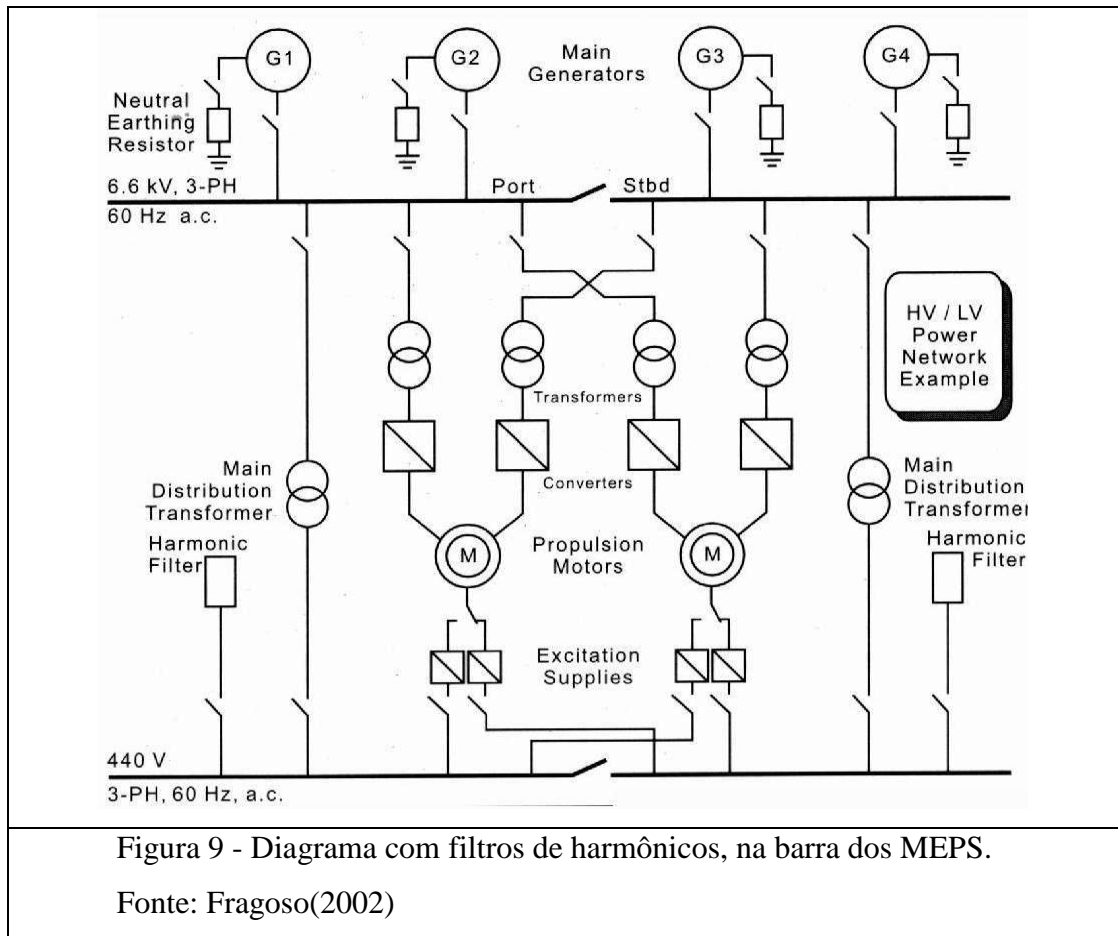 G1
G2
Main
Generators
G3
G4
Neutral
Earthing
Resistor
6.6 kV, 3-PH
Port
Stbd
60 Hz a.c.
HV / LV
Power
Network
Example
Transformers
Main
Distribution
Transformer
Converters
Main
Distribution
Transformer
Harmonic
Filter
M
Propulsion
Motors
M
Harmonic
Filter
Excitation
Supplies
440 V
3-PH, 60 Hz, a.c.
Figura 9 - Diagrama com filtros de harmônicos, na barra dos MEPS.
Fonte: Fragoso(2002)